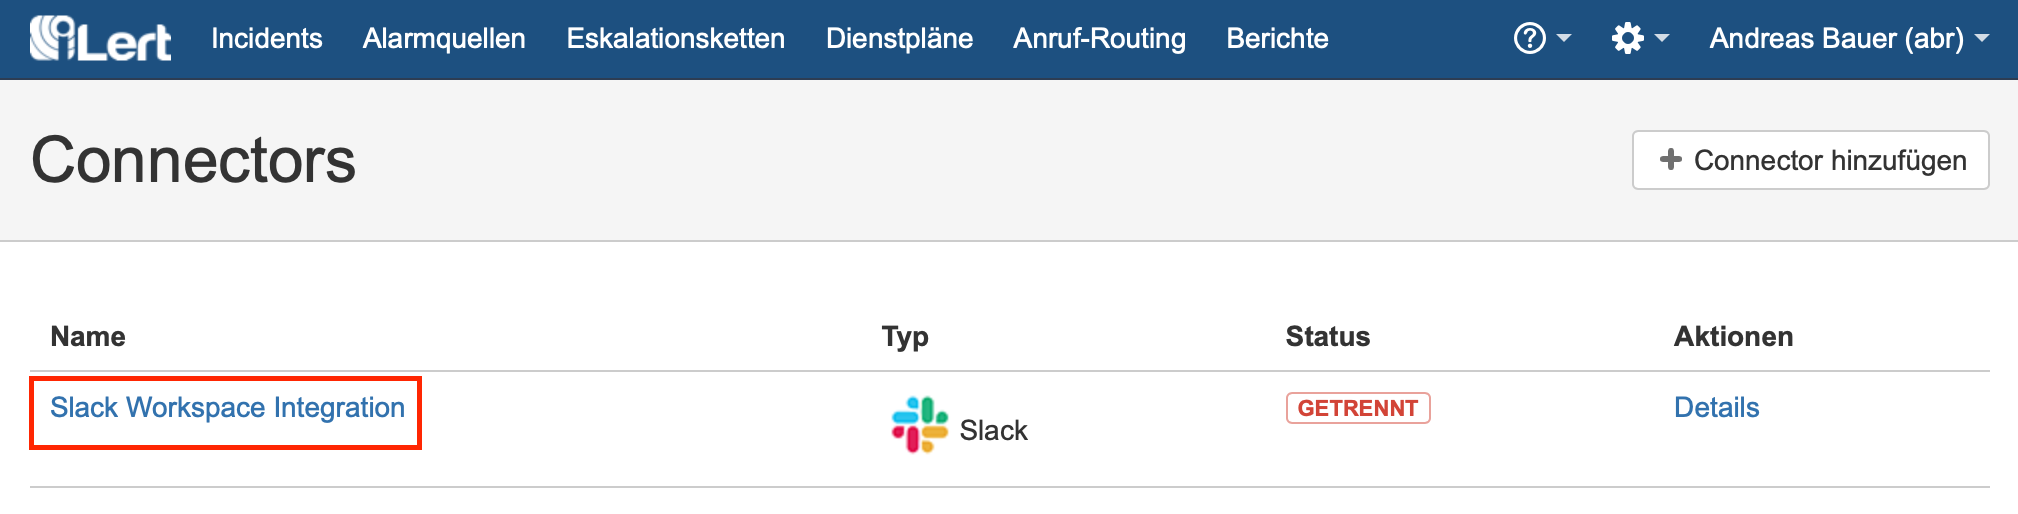 iLert Incidents Alarmquellen Eskalationsketten Dienstpläne Anruf-Routing Berichte ? Andreas Bauer (abr)
Connectors + Connector hinzufügen
Name Typ Status Aktionen
Slack Workspace Integration Slack GETRENNT Details